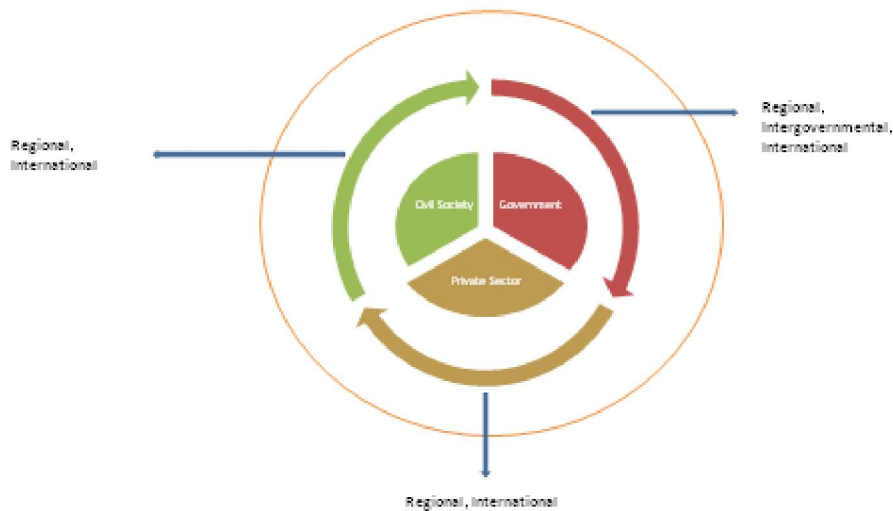 Regional,
Intergovernmental,
International
Regional,
International
Civil Society
Government
Private Sector
Regional, International